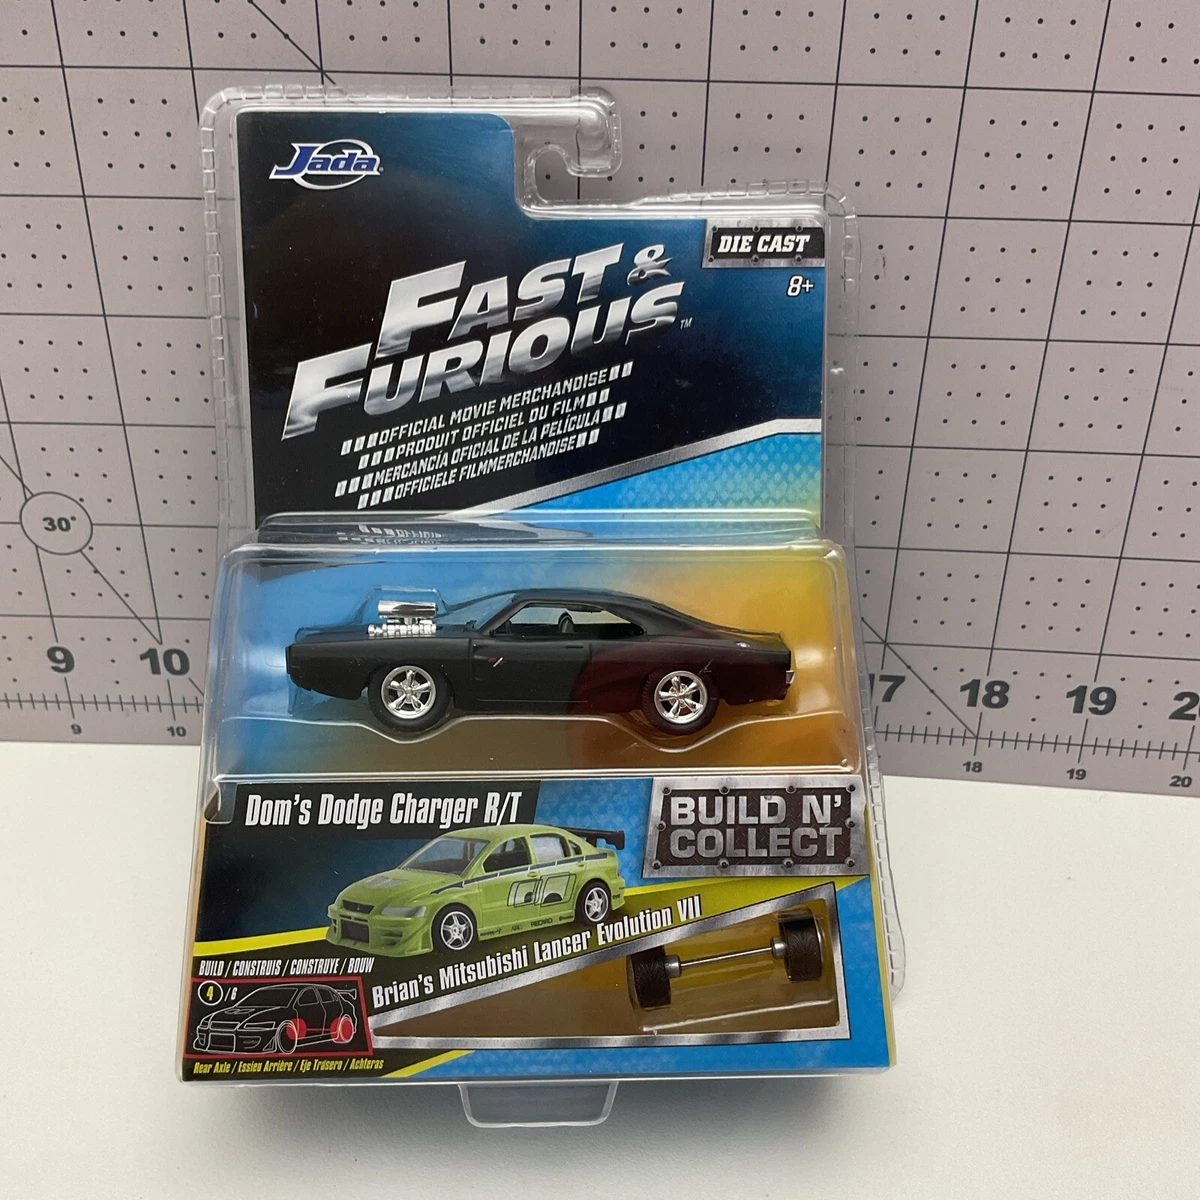 Jada
DIE CAST
8+
FAST &
FURIOUS™
OFFICIAL MOVIE MERCHANDISE
PRODUIT OFFICIEL DU FILM
MERCANCÍA OFICIAL DE LA PELÍCULA
OFFICIELE FILMMERCHANDISE
30°
9 10 17 18 19
9 10 18 19 20
Dom's Dodge Charger R/T
BUILD N'
COLLECT
Brian's Mitsubishi Lancer Evolution VII
BUILD / CONSTRUIS / CONSTRUYE / BOUW
4 /6
Rear Axle / Essieu Arrière / Eje Trasero / Achteras